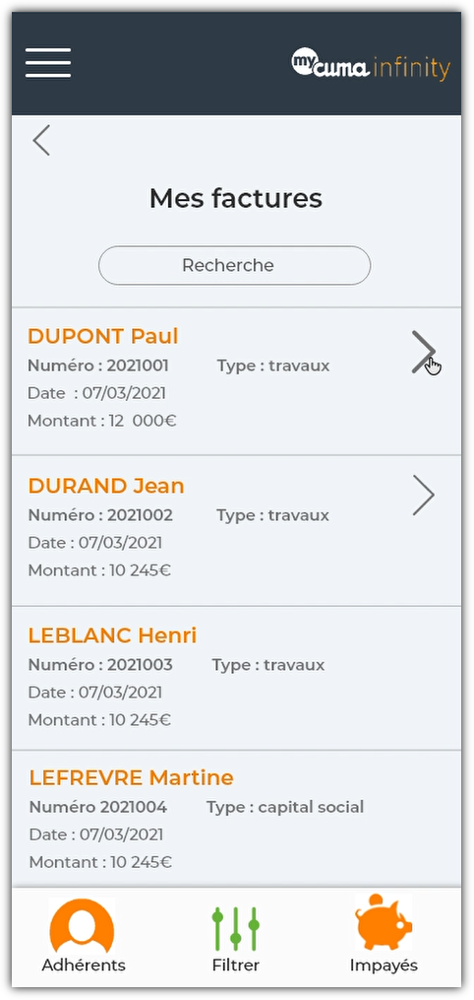 mycuma infinity
Mes factures
Recherche
DUPONT Paul
Numéro : 2021001 Type : travaux
Date : 07/03/2021
Montant : 12 000€
DURAND Jean
Numéro : 2021002 Type : travaux
Date : 07/03/2021
Montant : 10 245€
LEBLANC Henri
Numéro : 2021003 Type : travaux
Date : 07/03/2021
Montant : 10 245€
LEFREVRE Martine
Numéro 2021004 Type : capital social
Date : 07/03/2021
Montant : 10 245€
Adhérents Filtrer Impayés